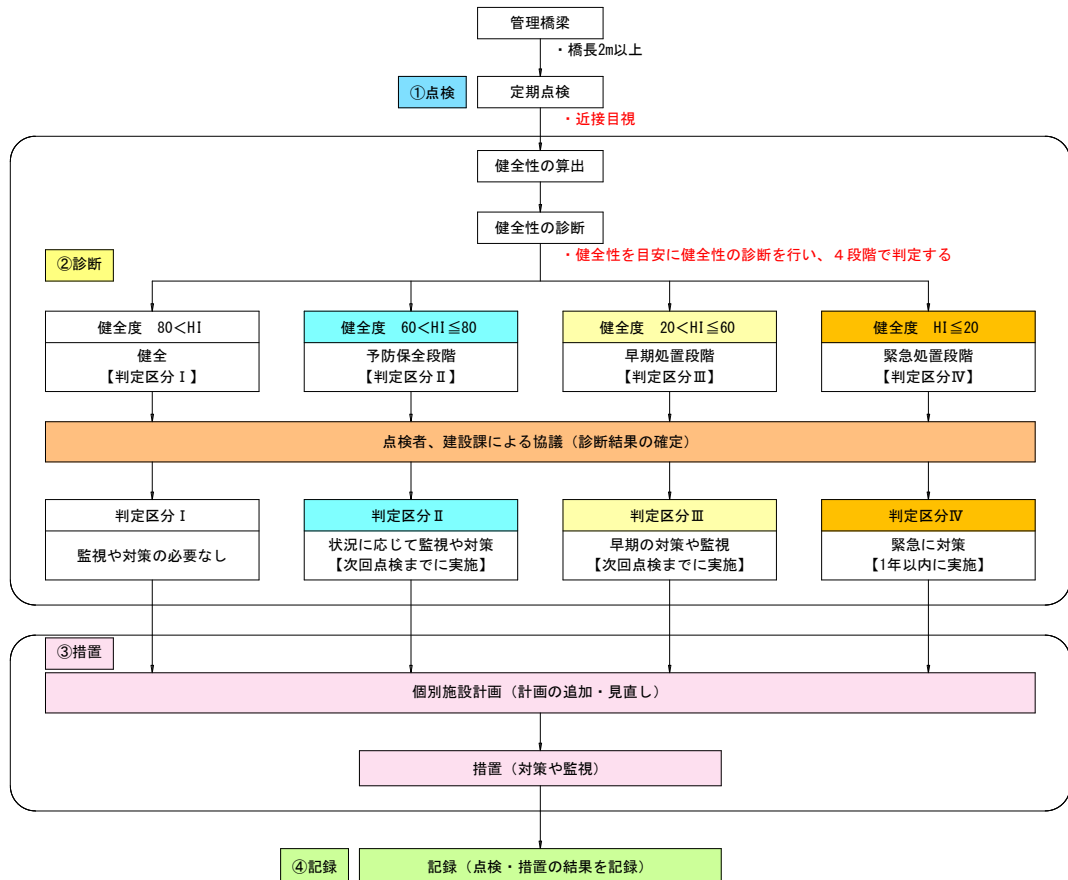 管理橋梁
・橋長2m以上
①点検
定期点検
・近接目視
健全性の算出
健全性の診断
②診断
・健全性を目安に健全性の診断を行い、４段階で判定する
健全度　80<HI
健全
【判定区分Ⅰ】
健全度　60<HI≦80
予防保全段階
【判定区分Ⅱ】
健全度　20<HI≦60
早期処置段階
【判定区分Ⅲ】
健全度　HI≦20
緊急処置段階
【判定区分Ⅳ】
点検者、建設課による協議（診断結果の確定）
判定区分Ⅰ
監視や対策の必要なし
判定区分Ⅱ
状況に応じて監視や対策
【次回点検までに実施】
判定区分Ⅲ
早期の対策や監視
【次回点検までに実施】
判定区分Ⅳ
緊急に対策
【1年以内に実施】
③措置
個別施設計画（計画の追加・見直し）
措置（対策や監視）
④記録
記録（点検・措置の結果を記録）